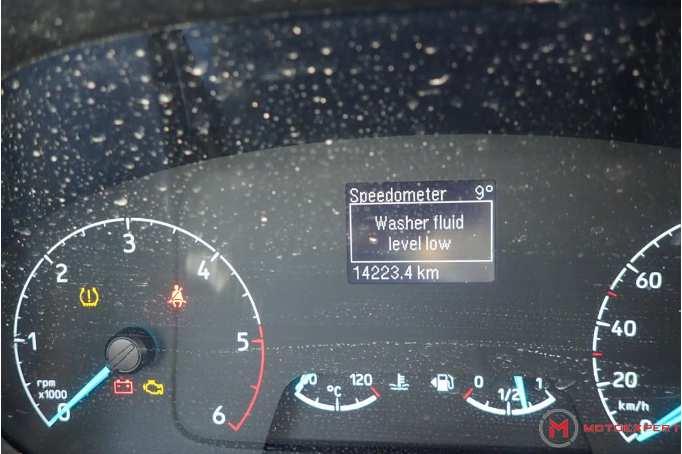 Speedometer 9°
Washer fluid
level low
14223.4 km
3
2
4
1
5
rpm
x1000
0
6
120
°C
0
1/2
1
60
40
20
km/h
M
MOTOEXPERT